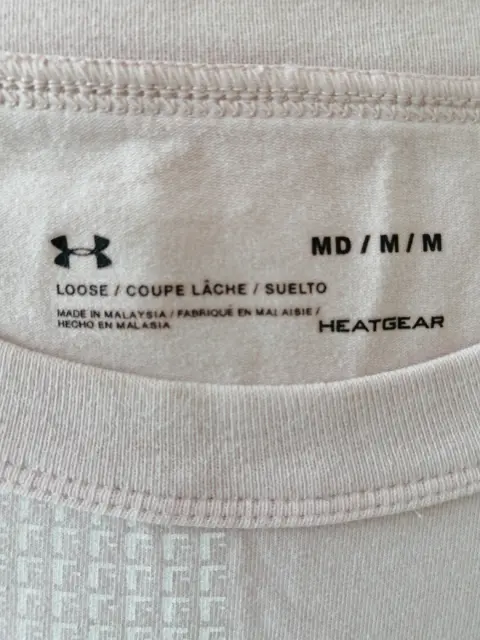 MD / M / M
LOOSE / COUPE LÂCHE / SUELTO
MADE IN MALAYSIA / FABRIQUÉ EN MALAISIE /
HECHO EN MALASIA
HEATGEAR